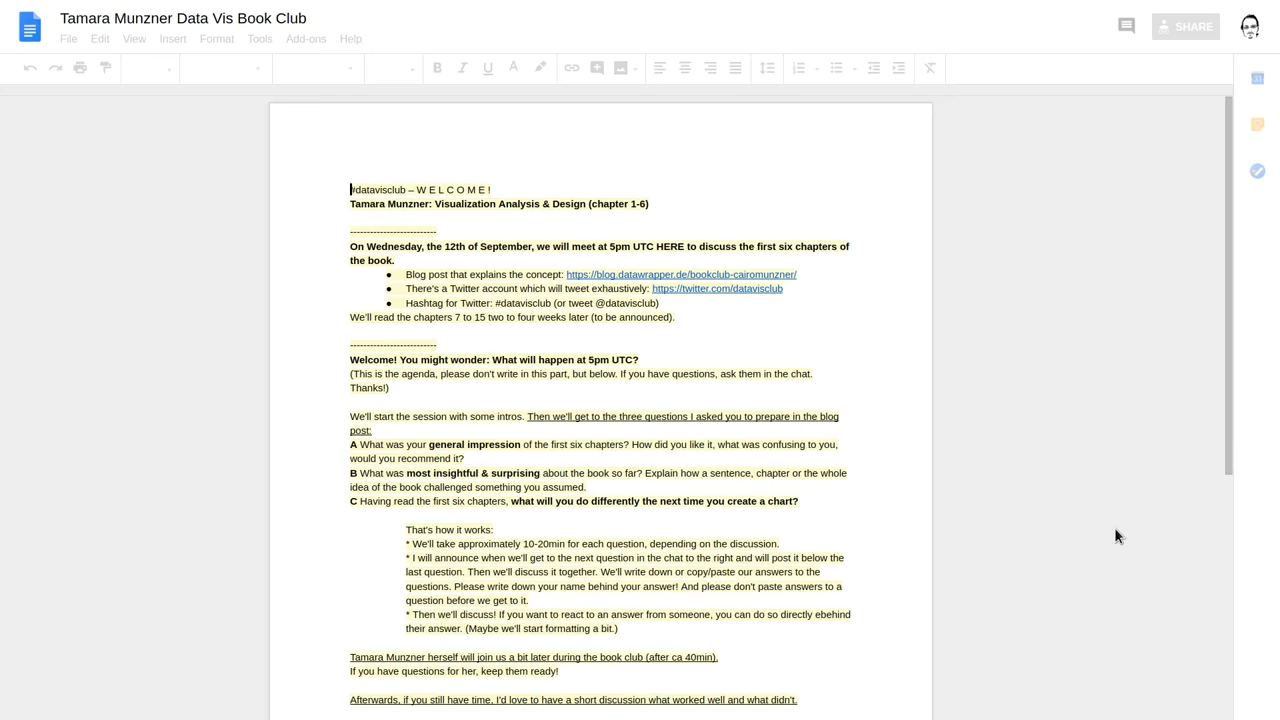 Tamara Munzner Data Vis Book Club
File Edit View Insert Format Tools Add-ons Help
SHARE
#datavisclub – W E L C O M E !
Tamara Munzner: Visualization Analysis & Design (chapter 1-6)
--------------------------
On Wednesday, the 12th of September, we will meet at 5pm UTC HERE to discuss the first six chapters of
the book.
● Blog post that explains the concept: https://blog.datawrapper.de/bookclub-cairomunzner/
● There's a Twitter account which will tweet exhaustively: https://twitter.com/datavisclub
● Hashtag for Twitter: #datavisclub (or tweet @datavisclub)
We'll read the chapters 7 to 15 two to four weeks later (to be announced).
--------------------------
Welcome! You might wonder: What will happen at 5pm UTC?
(This is the agenda, please don't write in this part, but below. If you have questions, ask them in the chat.
Thanks!)
We'll start the session with some intros. Then we'll get to the three questions I asked you to prepare in the blog
post:
A What was your general impression of the first six chapters? How did you like it, what was confusing to you,
would you recommend it?
B What was most insightful & surprising about the book so far? Explain how a sentence, chapter or the whole
idea of the book challenged something you assumed.
C Having read the first six chapters, what will you do differently the next time you create a chart?
That's how it works:
* We'll take approximately 10-20min for each question, depending on the discussion.
* I will announce when we'll get to the next question in the chat to the right and will post it below the
last question. Then we'll discuss it together. We'll write down or copy/paste our answers to the
questions. Please write down your name behind your answer! And please don't paste answers to a
question before we get to it.
* Then we'll discuss! If you want to react to an answer from someone, you can do so directly ebehind
their answer. (Maybe we'll start formatting a bit.)
Tamara Munzner herself will join us a bit later during the book club (after ca 40min).
If you have questions for her, keep them ready!
Afterwards, if you still have time, I'd love to have a short discussion what worked well and what didn't.